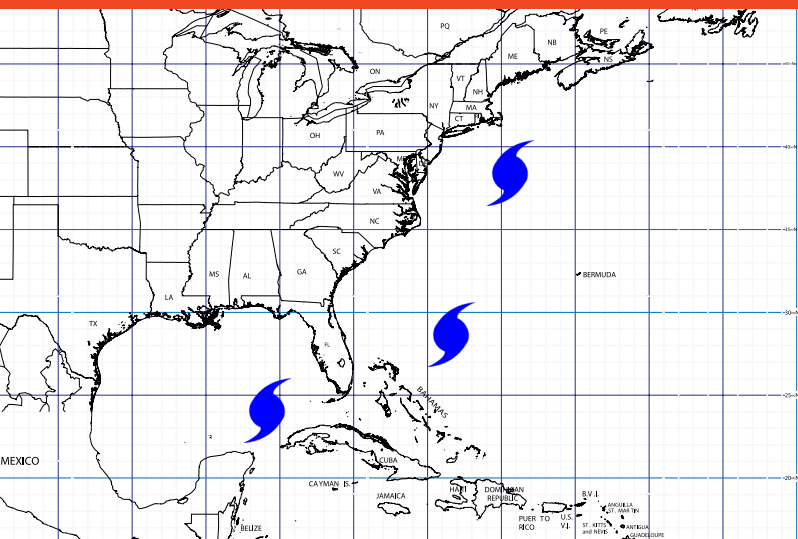 PQ
NB
PE
ME
NS
ON
VT
NH
NY
MA
CT
OH
PA
WV
VA
NC
SC
MS
AL
GA
LA
TX
FL
BERMUDA
BAHAMAS
MEXICO
CUBA
CAYMAN IS.
JAMAICA
HAITI
DOMINICAN
REPUBLIC
BELIZE
PUERTO
RICO
U.S.
V.I.
B.V.I.
ANGUILLA
ST. MARTIN
ST. KITTS
and NEVIS
ANTIGUA
GUADELOUPE
40
35
30
25
20